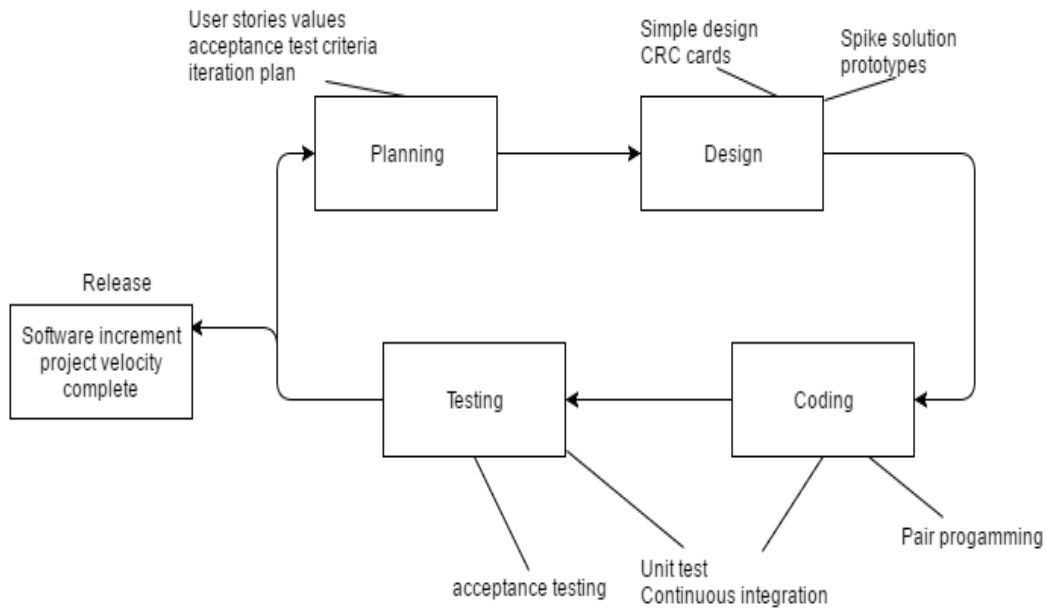 User stories values
acceptance test criteria
iteration plan
Simple design
CRC cards
Spike solution
prototypes
Planning
Design
Release
Software increment
project velocity
complete
Testing
Coding
acceptance testing
Unit test
Continuous integration
Pair progamming